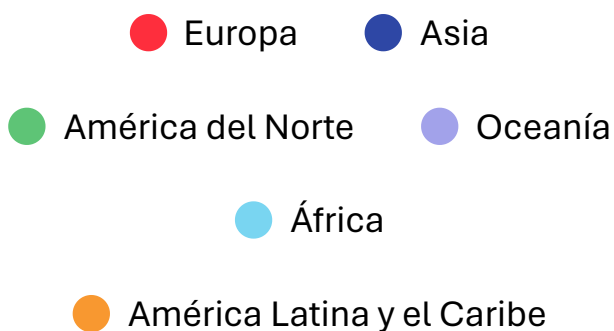 Europa Asia
América del Norte Oceanía
África
América Latina y el Caribe